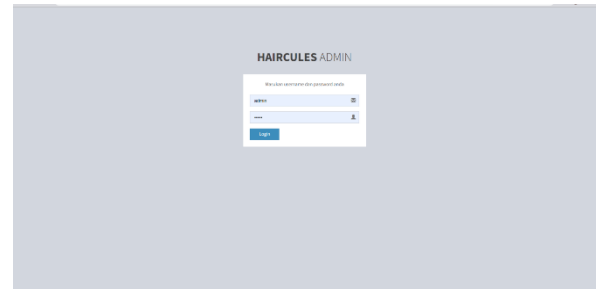 HAIRCULES ADMIN
Masukan username dan password anda
admin
•••••
Login